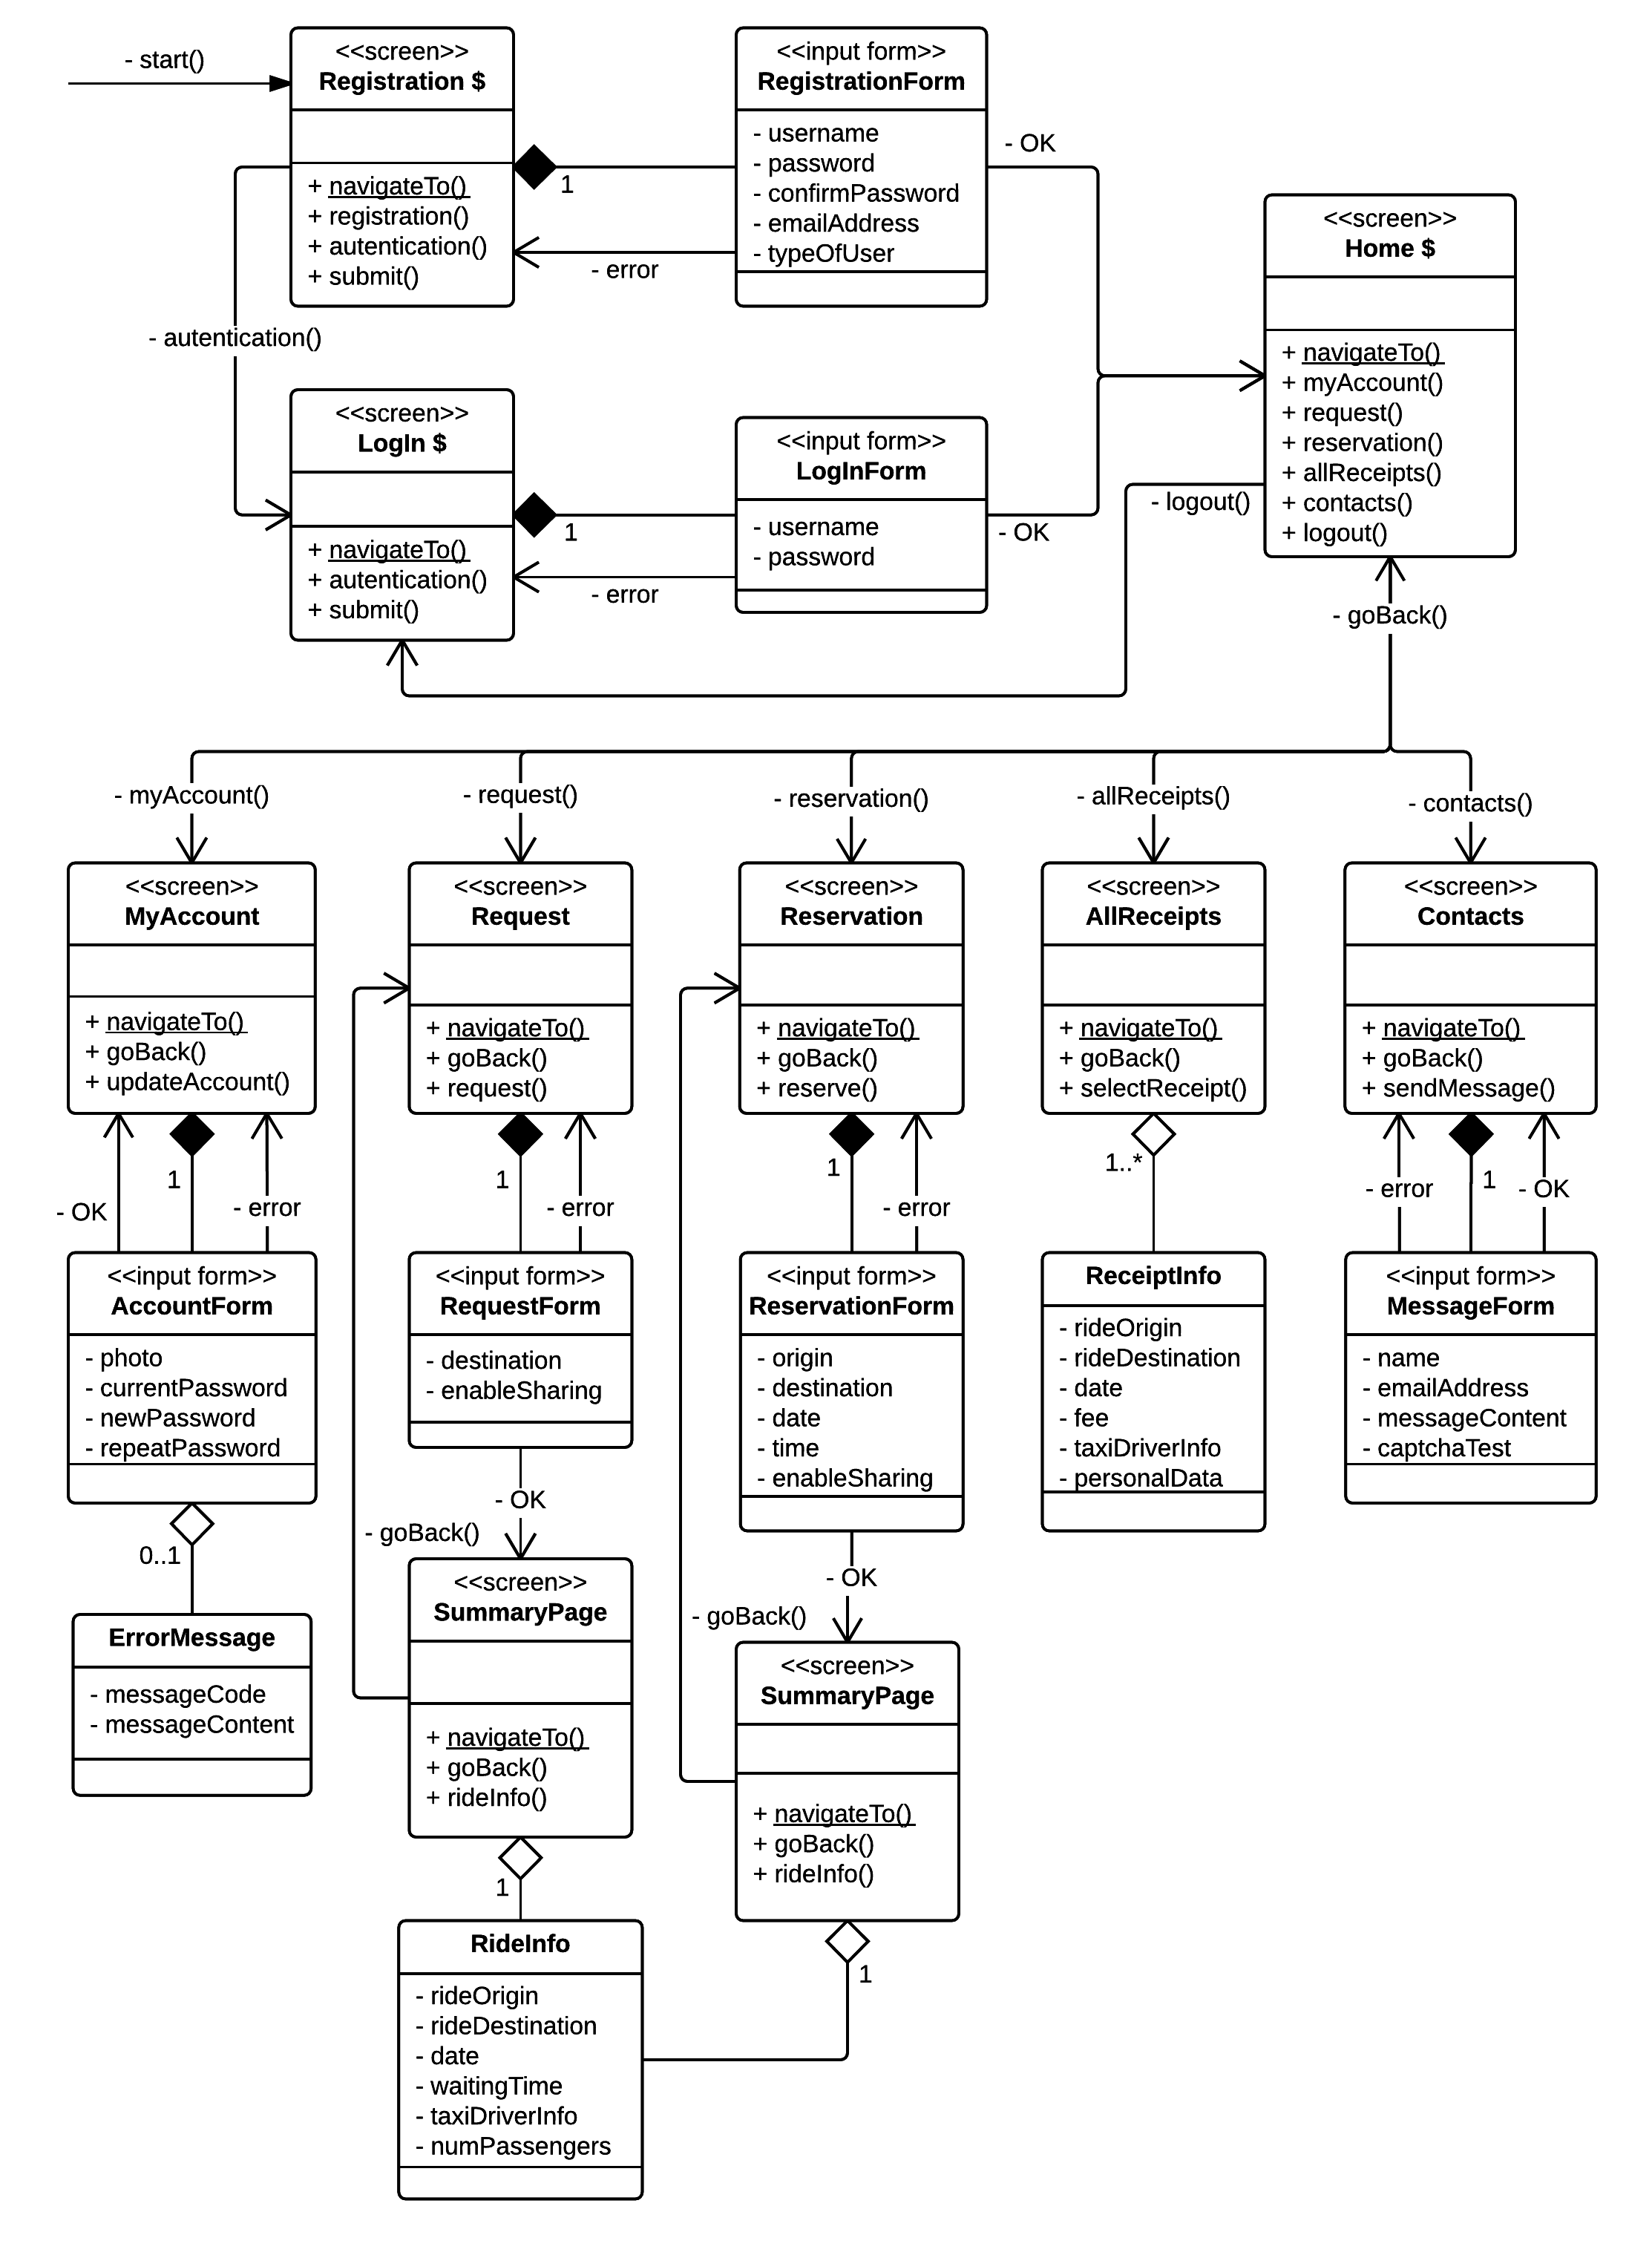 - start()
<<screen>>
Registration $
+ navigateTo()
+ registration()
+ autentication()
+ submit()
1
- error
<<input form>>
RegistrationForm
- username
- password
- confirmPassword
- emailAddress
- typeOfUser
- OK
<<screen>>
Home $
+ navigateTo()
+ myAccount()
+ request()
+ reservation()
+ allReceipts()
+ contacts()
+ logout()
- autentication()
<<screen>>
LogIn $
+ navigateTo()
+ autentication()
+ submit()
1
- error
<<input form>>
LogInForm
- username
- password
- OK
- logout()
- goBack()
- myAccount()
- request()
- reservation()
- allReceipts()
- contacts()
<<screen>>
MyAccount
+ navigateTo()
+ goBack()
+ updateAccount()
<<screen>>
Request
+ navigateTo()
+ goBack()
+ request()
<<screen>>
Reservation
+ navigateTo()
+ goBack()
+ reserve()
<<screen>>
AllReceipts
+ navigateTo()
+ goBack()
+ selectReceipt()
<<screen>>
Contacts
+ navigateTo()
+ goBack()
+ sendMessage()
- OK
1
- error
1
- error
1
- error
1..*
- error
1
- OK
<<input form>>
AccountForm
- photo
- currentPassword
- newPassword
- repeatPassword
<<input form>>
RequestForm
- destination
- enableSharing
<<input form>>
ReservationForm
- origin
- destination
- date
- time
- enableSharing
ReceiptInfo
- rideOrigin
- rideDestination
- date
- fee
- taxiDriverInfo
- personalData
<<input form>>
MessageForm
- name
- emailAddress
- messageContent
- captchaTest
0..1
ErrorMessage
- messageCode
- messageContent
- OK
- goBack()
<<screen>>
SummaryPage
+ navigateTo()
+ goBack()
+ rideInfo()
1
- OK
- goBack()
<<screen>>
SummaryPage
+ navigateTo()
+ goBack()
+ rideInfo()
1
RideInfo
- rideOrigin
- rideDestination
- date
- waitingTime
- taxiDriverInfo
- numPassengers